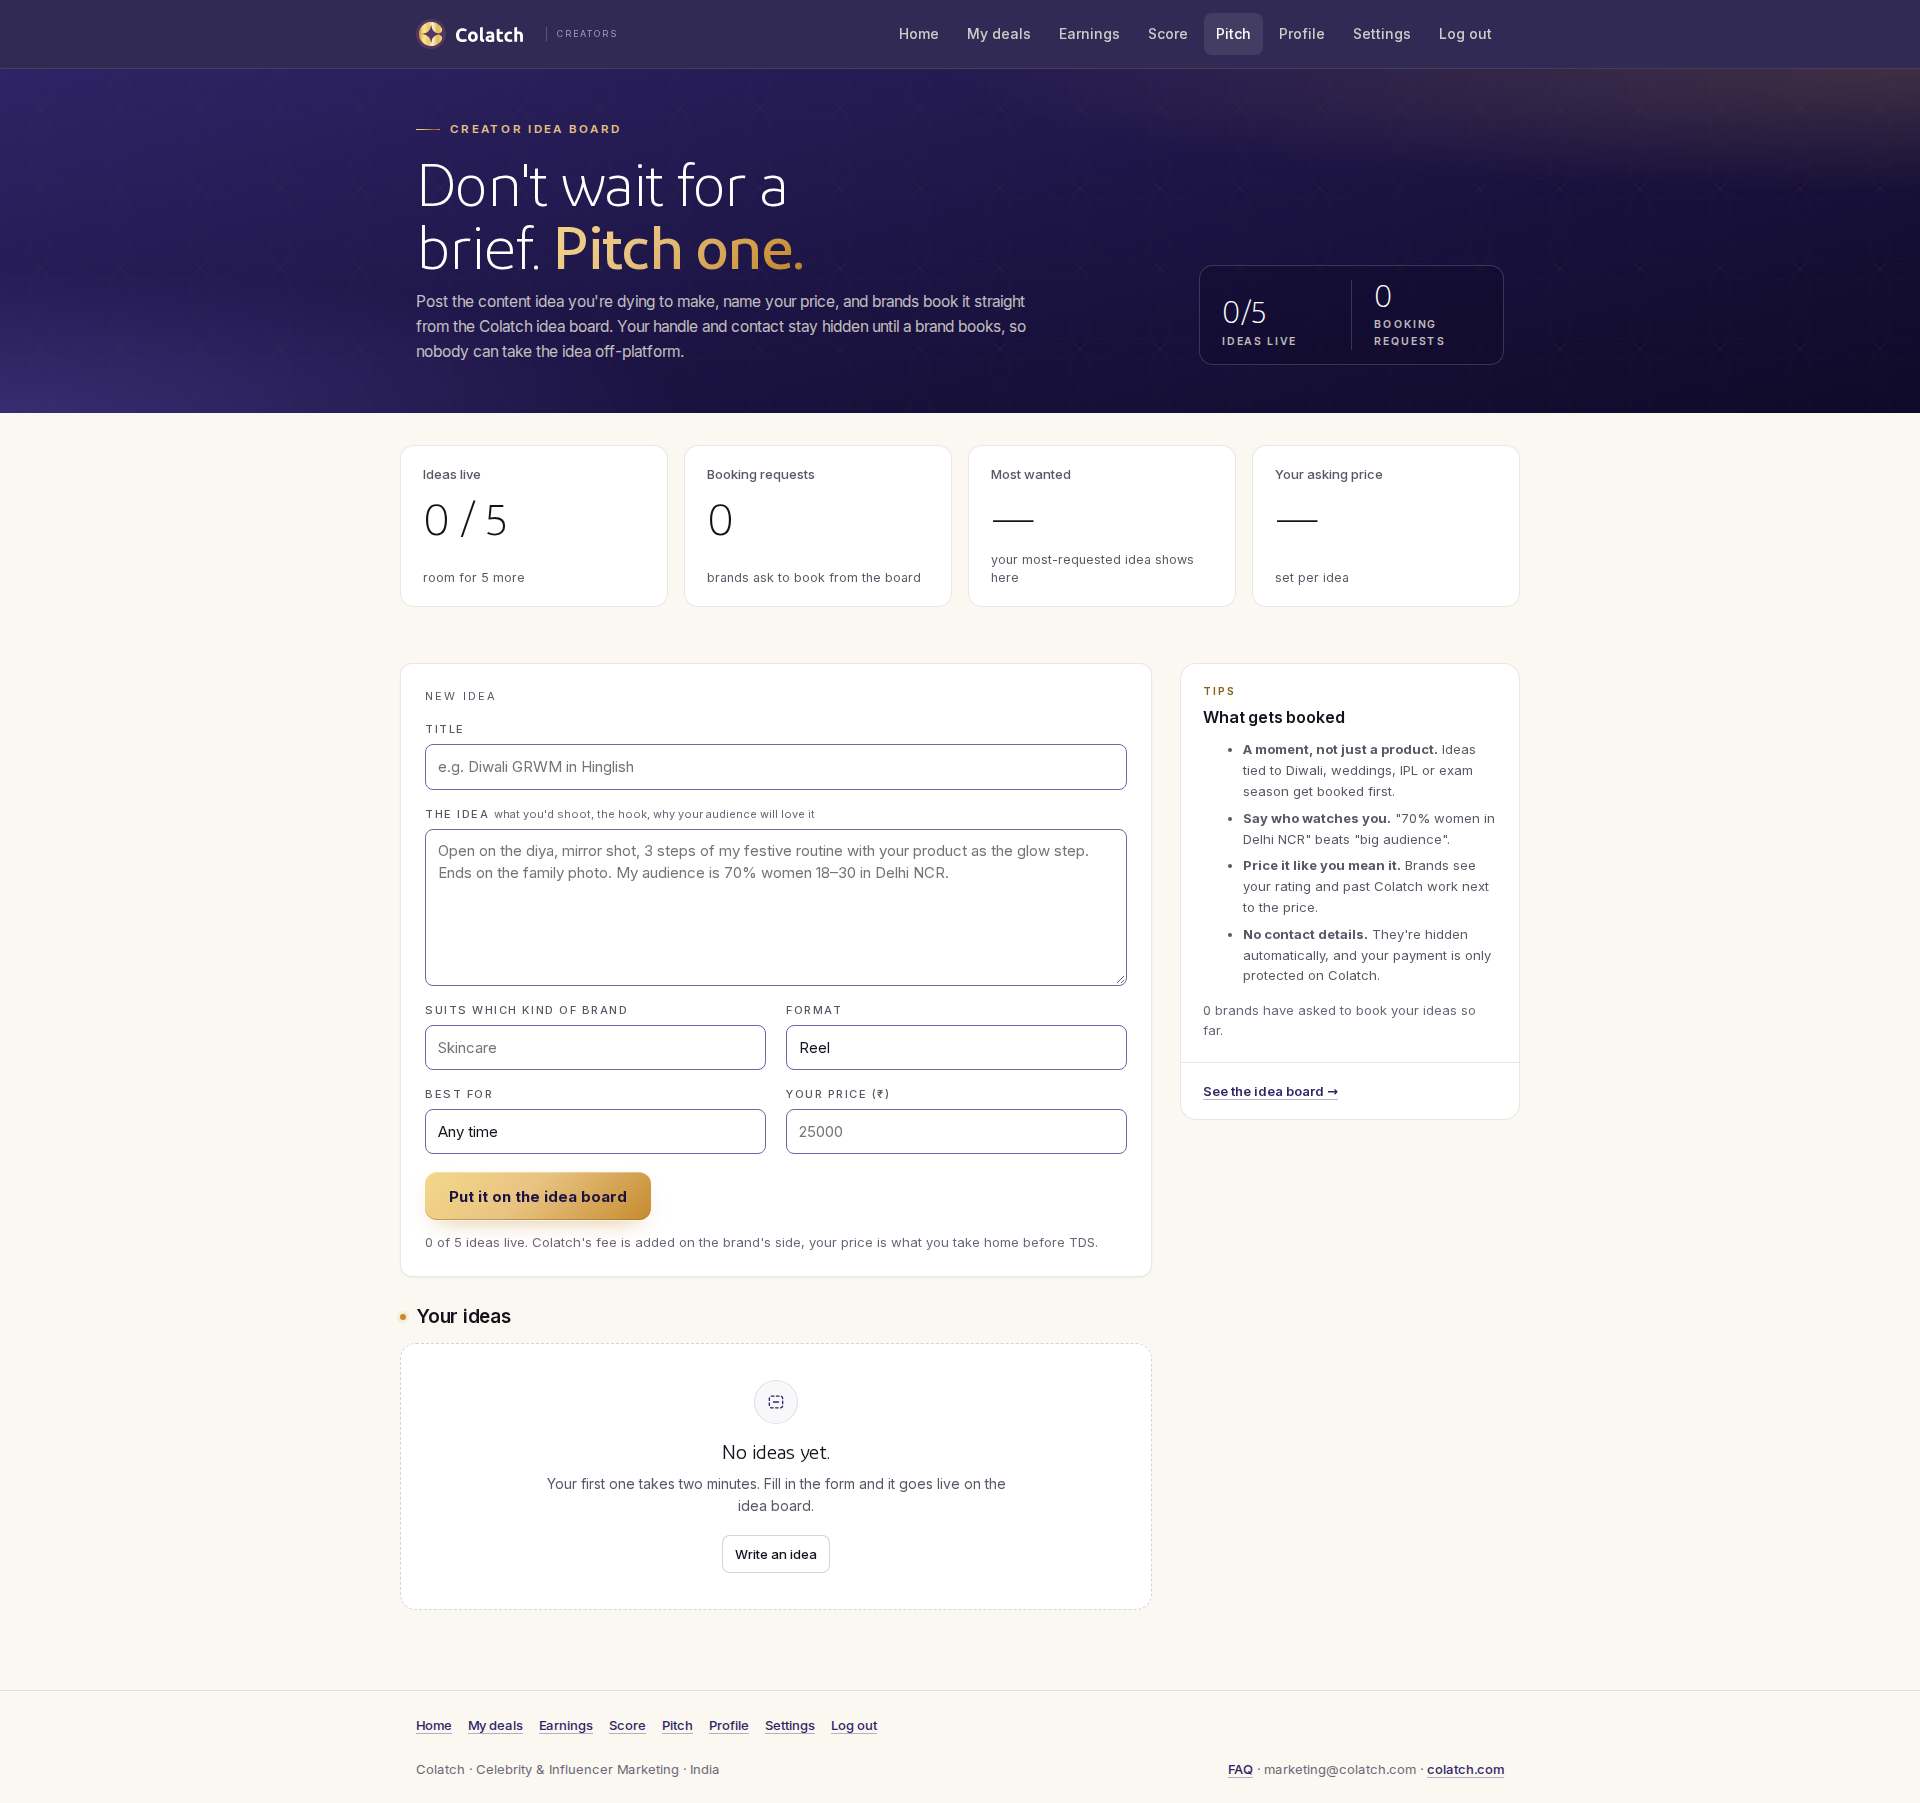 Colatch
CREATORS
Home
My deals
Earnings
Score
Pitch
Profile
Settings
Log out
CREATOR IDEA BOARD
Don't wait for a
brief. Pitch one.
Post the content idea you're dying to make, name your price, and brands book it straight
from the Colatch idea board. Your handle and contact stay hidden until a brand books, so
nobody can take the idea off-platform.
0/5
IDEAS LIVE
0
BOOKING
REQUESTS
Ideas live
0 / 5
room for 5 more
Booking requests
0
brands ask to book from the board
Most wanted
—
your most-requested idea shows
here
Your asking price
—
set per idea
NEW IDEA
TITLE
e.g. Diwali GRWM in Hinglish
THE IDEA what you'd shoot, the hook, why your audience will love it
Open on the diya, mirror shot, 3 steps of my festive routine with your product as the glow step.
Ends on the family photo. My audience is 70% women 18–30 in Delhi NCR.
SUITS WHICH KIND OF BRAND
Skincare
FORMAT
Reel
BEST FOR
Any time
YOUR PRICE (₹)
25000
Put it on the idea board
0 of 5 ideas live. Colatch's fee is added on the brand's side, your price is what you take home before TDS.
TIPS
What gets booked
• A moment, not just a product. Ideas
tied to Diwali, weddings, IPL or exam
season get booked first.
• Say who watches you. "70% women in
Delhi NCR" beats "big audience".
• Price it like you mean it. Brands see
your rating and past Colatch work next
to the price.
• No contact details. They're hidden
automatically, and your payment is only
protected on Colatch.
0 brands have asked to book your ideas so
far.
See the idea board →
Your ideas
No ideas yet.
Your first one takes two minutes. Fill in the form and it goes live on the
idea board.
Write an idea
Home
My deals
Earnings
Score
Pitch
Profile
Settings
Log out
Colatch · Celebrity & Influencer Marketing · India
FAQ · marketing@colatch.com · colatch.com